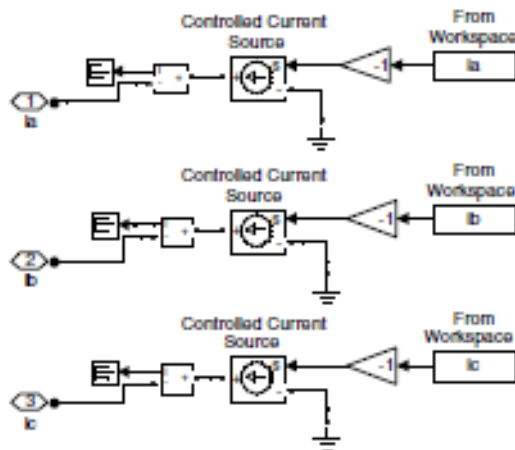 Controlled Current
Source
From
Workspace
s
-1
Ia
+
-
i
+
-
1
Ia
Controlled Current
Source
From
Workspace
s
-1
Ib
+
-
i
+
-
2
Ib
Controlled Current
Source
From
Workspace
s
-1
Ic
+
-
i
+
-
3
Ic